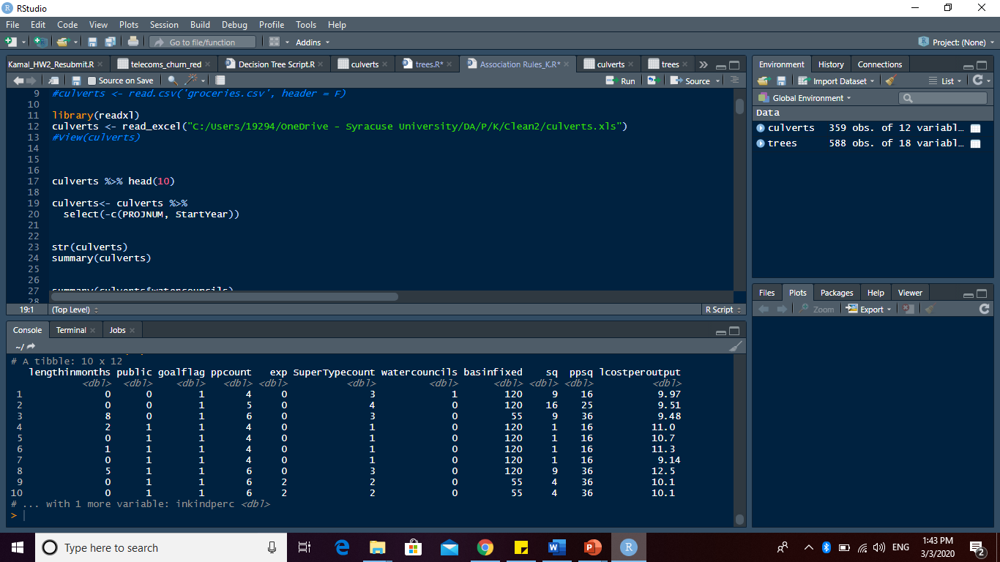 RStudio
File Edit Code View Plots Session Build Debug Profile Tools Help
Go to file/function Addins Project: (None)
Kamal_HW2_Resubmit.R telecoms_churn_red Decision Tree Script.R culverts trees.R* Association Rules_K.R* culverts trees
Source on Save Run Source
9 #culverts <- read.csv('groceries.csv', header = F)
10
11 library(readxl)
12 culverts <- read_excel("C:/Users/19294/OneDrive - Syracuse University/DA/P/K/Clean2/culverts.xls")
13 #View(culverts)
14
15
16
17 culverts %>% head(10)
18
19 culverts<- culverts %>%
20 select(-c(PROJNUM, StartYear))
21
22
23 str(culverts)
24 summary(culverts)
25
26
27 summary(culverts$watercouncils)
28
19:1 (Top Level) R Script
Console Terminal Jobs
~/
# A tibble: 10 x 12
lengthinmonths public goalflag ppcount exp SuperTypecount watercouncils basinfixed sq ppsq lcostperoutput
<dbl> <dbl> <dbl> <dbl> <dbl> <dbl> <dbl> <dbl> <dbl> <dbl> <dbl>
1 0 0 1 4 0 3 1 120 9 16 9.97
2 0 0 1 5 0 4 0 120 16 25 9.51
3 8 0 1 6 0 3 0 55 9 36 9.48
4 2 1 1 4 0 1 0 120 1 16 11.0
5 0 1 1 4 0 1 0 120 1 16 10.7
6 1 1 1 4 0 1 0 120 1 16 11.3
7 0 1 1 4 0 1 0 120 1 16 9.14
8 5 1 1 6 0 3 0 120 9 36 12.5
9 0 1 1 6 2 2 0 55 4 36 10.1
10 0 1 1 6 2 2 0 55 4 36 10.1
# ... with 1 more variable: inkindperc <dbl>
>
Environment History Connections
Import Dataset List
Global Environment
Data
culverts 359 obs. of 12 variabl...
trees 588 obs. of 18 variabl...
Files Plots Packages Help Viewer
Zoom Export
Type here to search
ENG
1:43 PM
3/3/2020
2